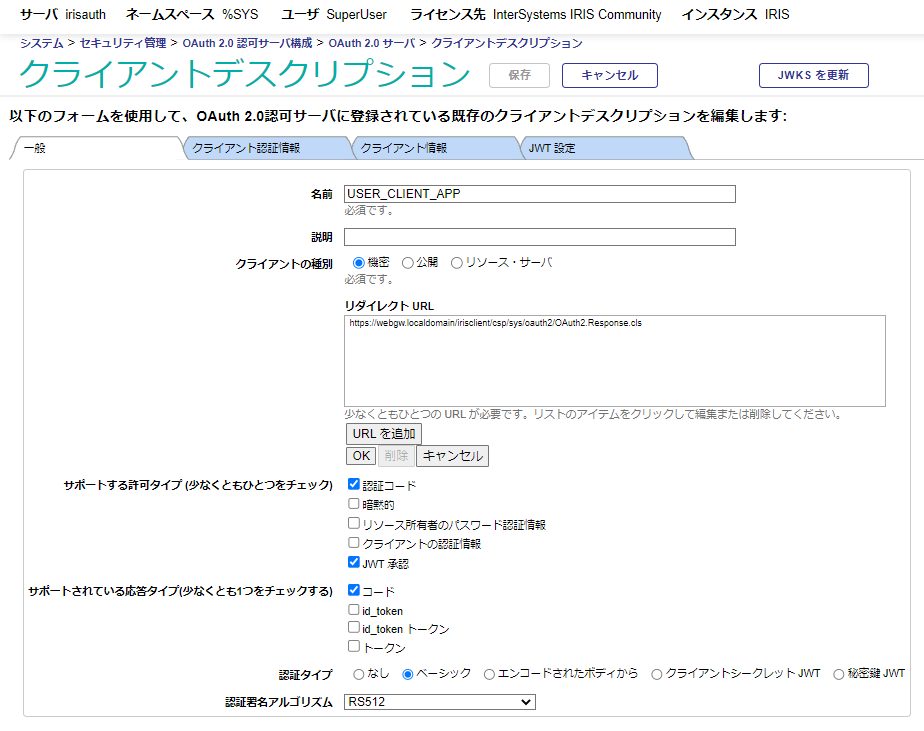 サーバ irisauth ネームスペース %SYS ユーザ SuperUser ライセンス先 InterSystems IRIS Community インスタンス IRIS
システム > セキュリティ管理 > OAuth 2.0 認可サーバ構成 > OAuth 2.0 サーバ > クライアントデスクリプション
クライアントデスクリプション 保存 キャンセル JWKS を更新
以下のフォームを使用して、OAuth 2.0認可サーバに登録されている既存のクライアントデスクリプションを編集します:
一般 クライアント認証情報 クライアント情報 JWT 設定
名前 USER_CLIENT_APP
必須です。
説明
クライアントの種別 機密 公開 リソース・サーバ
必須です。
リダイレクト URL
https://webgw.localdomain/irisclient/csp/sys/oauth2/OAuth2.Response.cls
少なくともひとつの URL が必要です。リストのアイテムをクリックして編集または削除してください。
URL を追加
OK 削除 キャンセル
サポートする許可タイプ (少なくともひとつをチェック) 認証コード
暗黙的
リソース所有者のパスワード認証情報
クライアントの認証情報
JWT 承認
サポートされている応答タイプ(少なくとも1つをチェックする) コード
id_token
id_token トークン
トークン
認証タイプ なし ベーシック エンコードされたボディから クライアントシークレット JWT 秘密鍵 JWT
認証署名アルゴリズム RS512